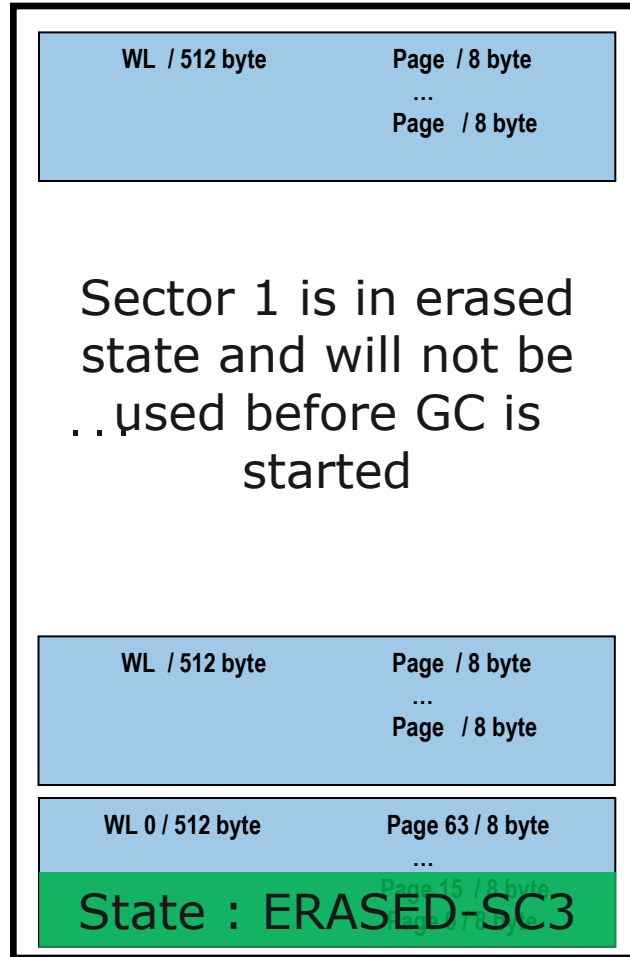 WL / 512 byte Page / 8 byte
...
Page / 8 byte
Sector 1 is in erased
state and will not be
...used before GC is
started
WL / 512 byte Page / 8 byte
...
Page / 8 byte
WL 0 / 512 byte Page 63 / 8 byte
...
Page 15 / 8 byte
State : ERASED-SC3